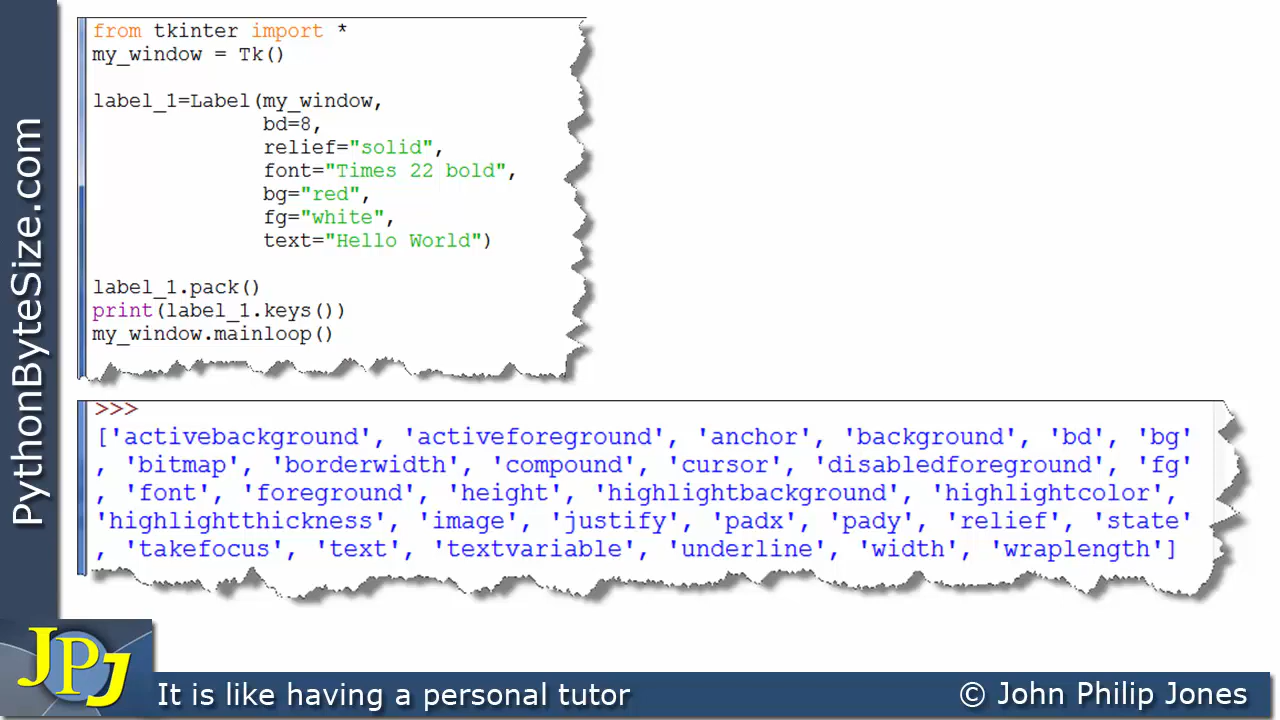 from tkinter import *
my_window = Tk()
label_1=Label(my_window,
bd=8,
relief="solid",
font="Times 22 bold",
bg="red",
fg="white",
text="Hello World")
label_1.pack()
print(label_1.keys())
my_window.mainloop()
>>>
['activebackground', 'activeforeground', 'anchor', 'background', 'bd', 'bg'
, 'bitmap', 'borderwidth', 'compound', 'cursor', 'disabledforeground', 'fg'
, 'font', 'foreground', 'height', 'highlightbackground', 'highlightcolor',
'highlightthickness', 'image', 'justify', 'padx', 'pady', 'relief', 'state'
, 'takefocus', 'text', 'textvariable', 'underline', 'width', 'wraplength']
PythonByteSize.com
JPJ
It is like having a personal tutor
© John Philip Jones